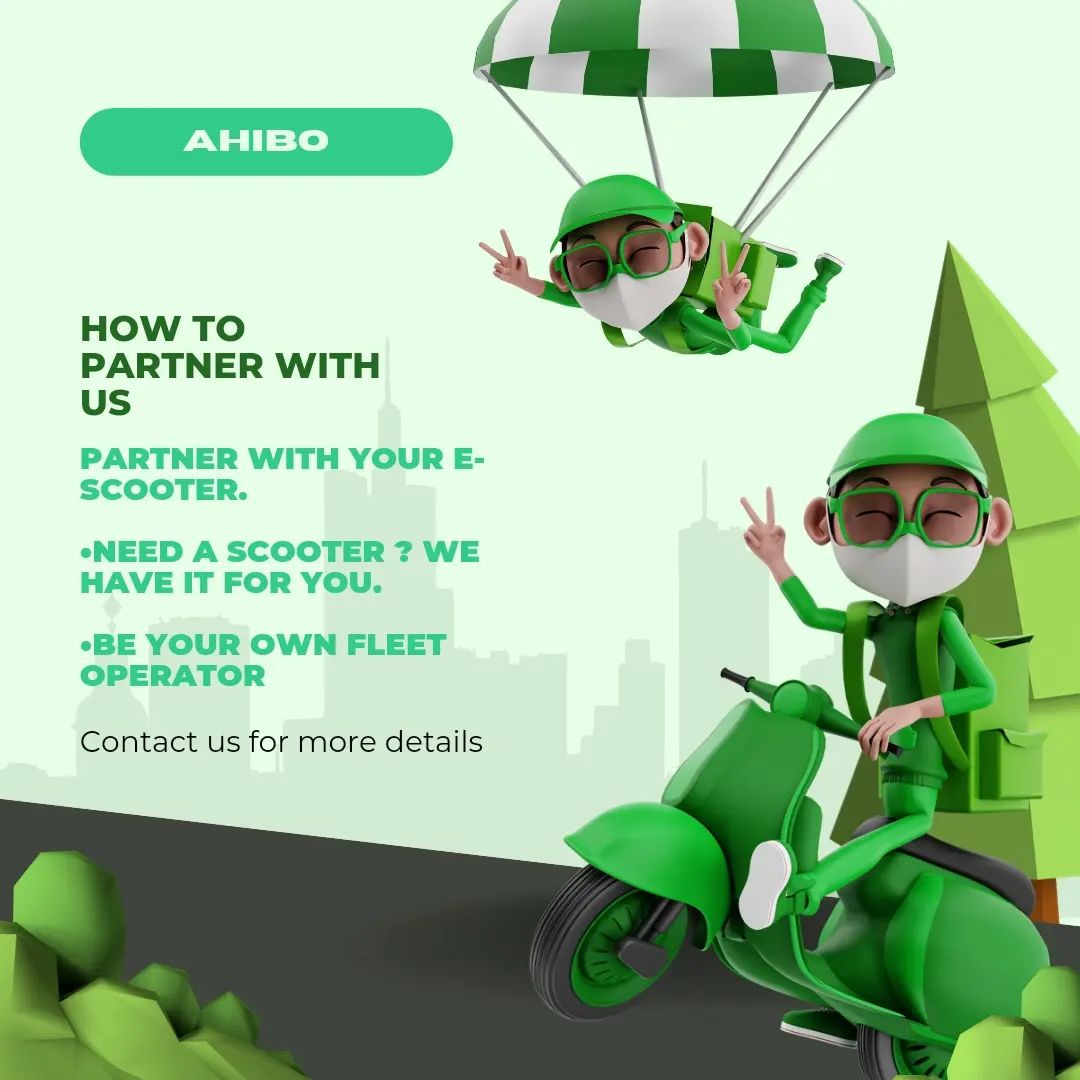 AHIBO
HOW TO
PARTNER WITH
US
PARTNER WITH YOUR E-
SCOOTER.
•NEED A SCOOTER ? WE
HAVE IT FOR YOU.
•BE YOUR OWN FLEET
OPERATOR
Contact us for more details